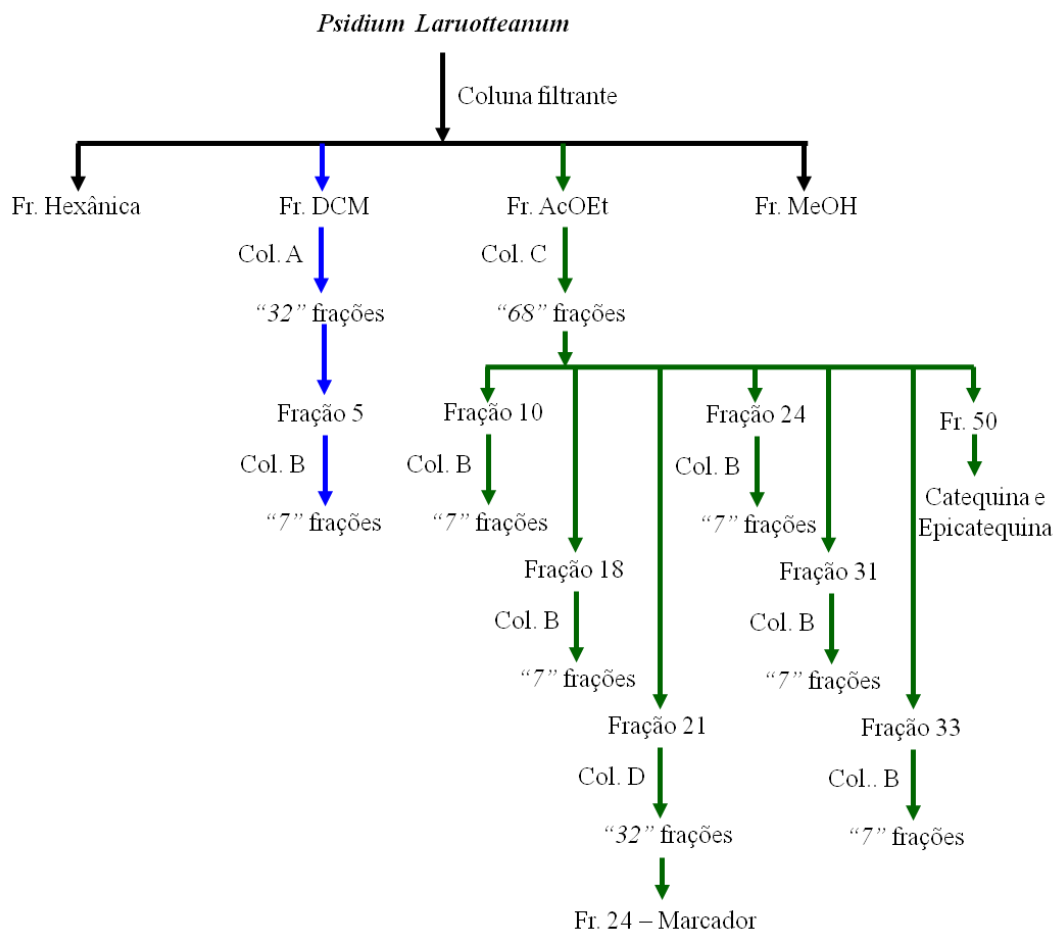 Psidium Laruotteanum
Coluna filtrante
Fr. Hexânica
Fr. DCM
Fr. AcOEt
Fr. MeOH
Col. A
Col. C
“32” frações
“68” frações
Fração 5
Fração 10
Fração 24
Fr. 50
Col. B
Col. B
Col. B
Catequina e
Epicatequina
“7” frações
“7” frações
“7” frações
Fração 18
Fração 31
Col. B
Col. B
“7” frações
“7” frações
Fração 21
Fração 33
Col. D
Col.. B
“32” frações
“7” frações
Fr. 24 – Marcador